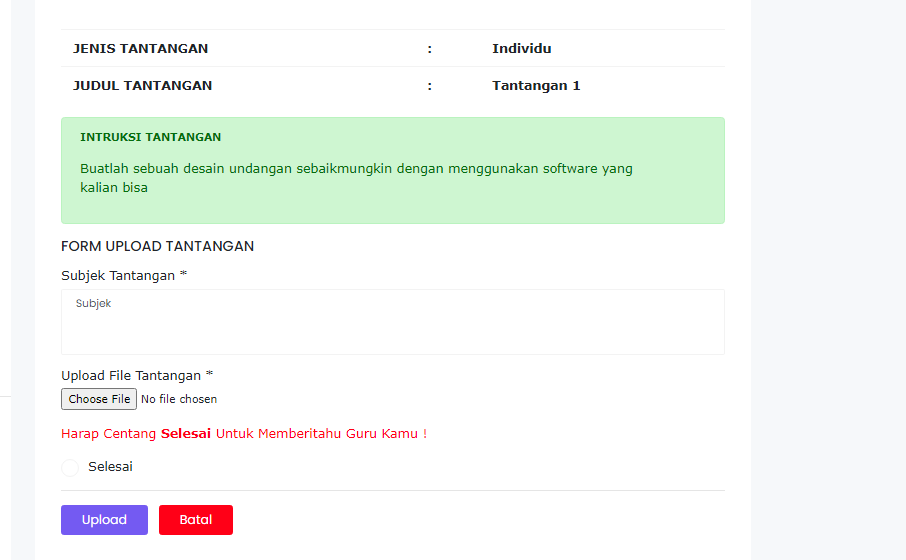 JENIS TANTANGAN : Individu
JUDUL TANTANGAN : Tantangan 1
INTRUKSI TANTANGAN
Buatlah sebuah desain undangan sebaikmungkin dengan menggunakan software yang
kalian bisa
FORM UPLOAD TANTANGAN
Subjek Tantangan *
Subjek
Upload File Tantangan *
Choose File No file chosen
Harap Centang Selesai Untuk Memberitahu Guru Kamu !
Selesai
Upload Batal